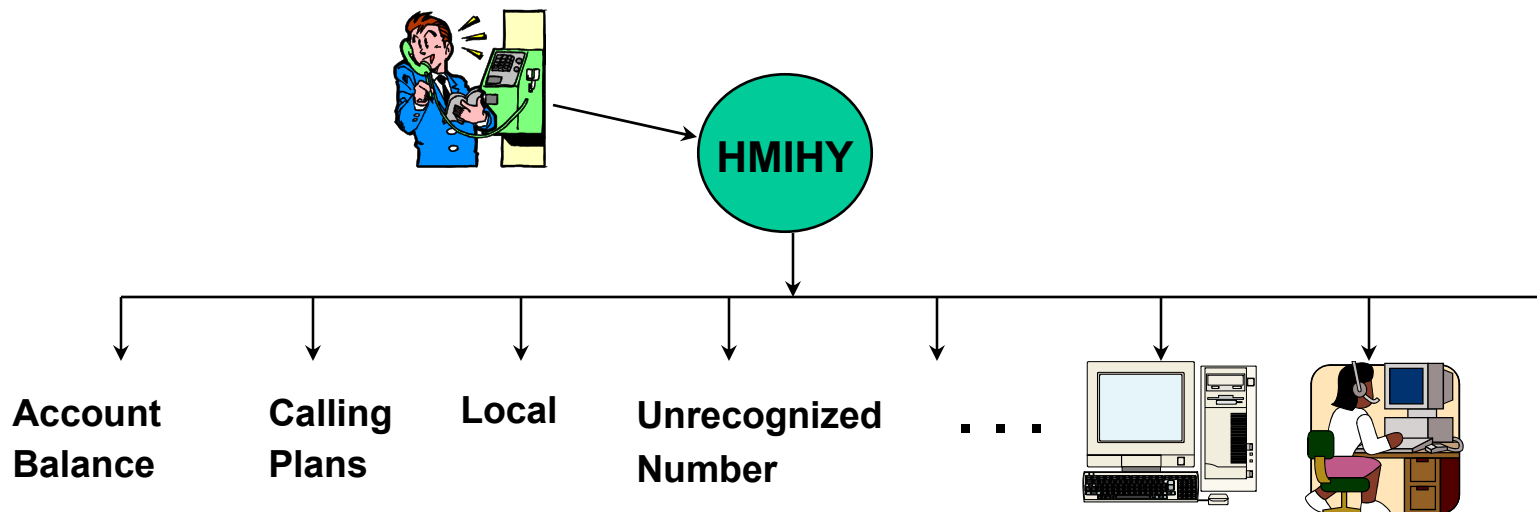 HMIHY
Account
Balance
Calling
Plans
Local
Unrecognized
Number
. . .